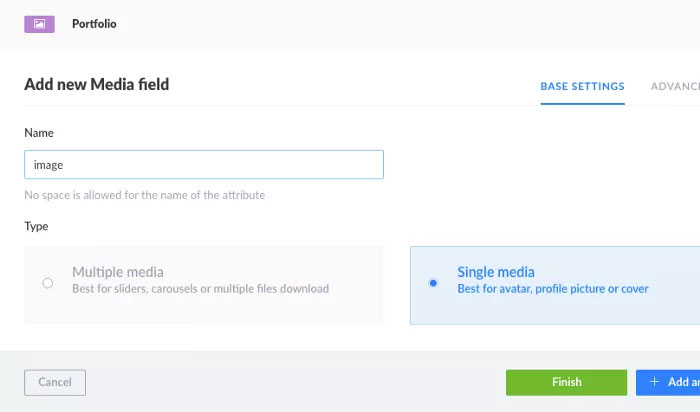 Portfolio
Add new Media field
BASE SETTINGS
Name
image
No space is allowed for the name of the attribute
Type
Multiple media
Best for sliders, carousels or multiple files download
Single media
Best for avatar, profile picture or cover
Cancel
Finish
+ Add